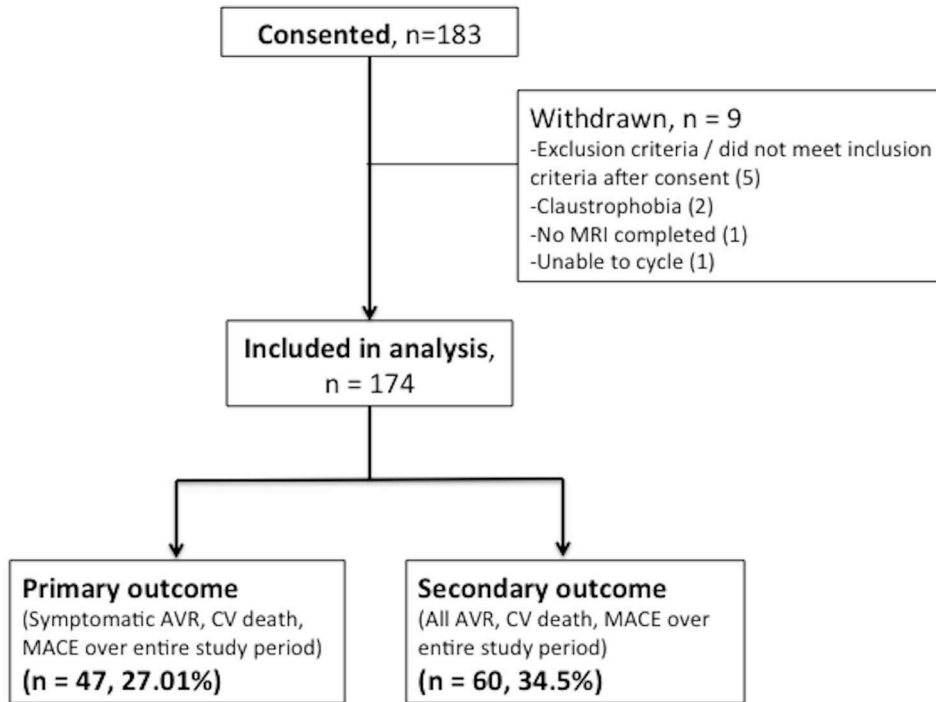 Consented, n=183
Withdrawn, n = 9
-Exclusion criteria / did not meet inclusion
criteria after consent (5)
-Claustrophobia (2)
-No MRI completed (1)
-Unable to cycle (1)
Included in analysis,
n = 174
Primary outcome
(Symptomatic AVR, CV death,
MACE over entire study period)
(n = 47, 27.01%)
Secondary outcome
(All AVR, CV death, MACE over
entire study period)
(n = 60, 34.5%)